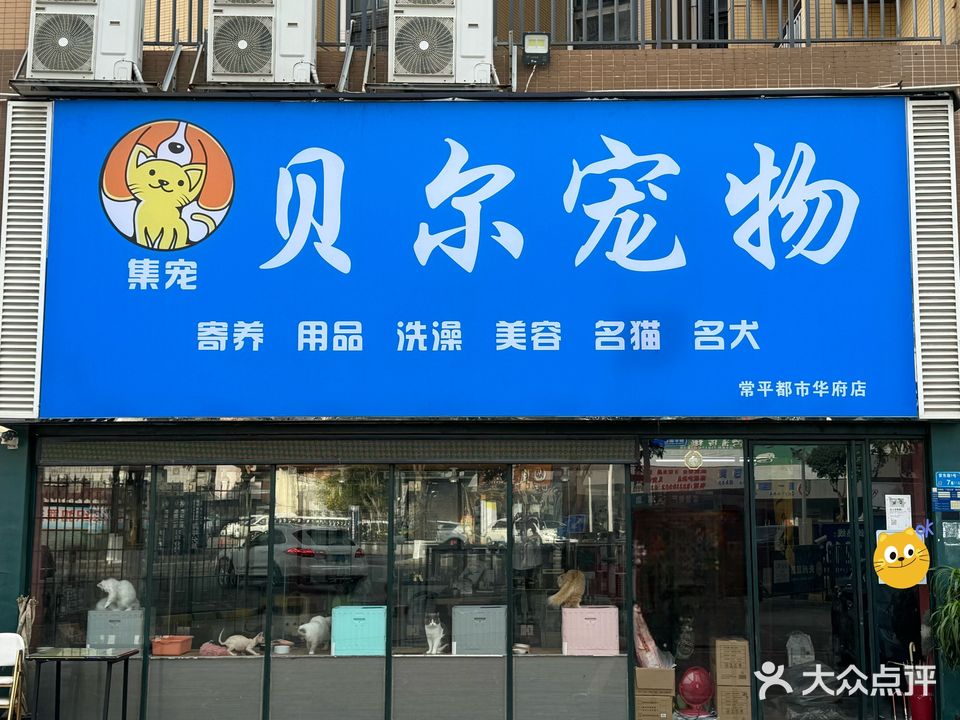 贝尔宠物
集宠
寄养 用品 洗澡 美容 名猫 名犬
常平都市华府店
ok
大众点评